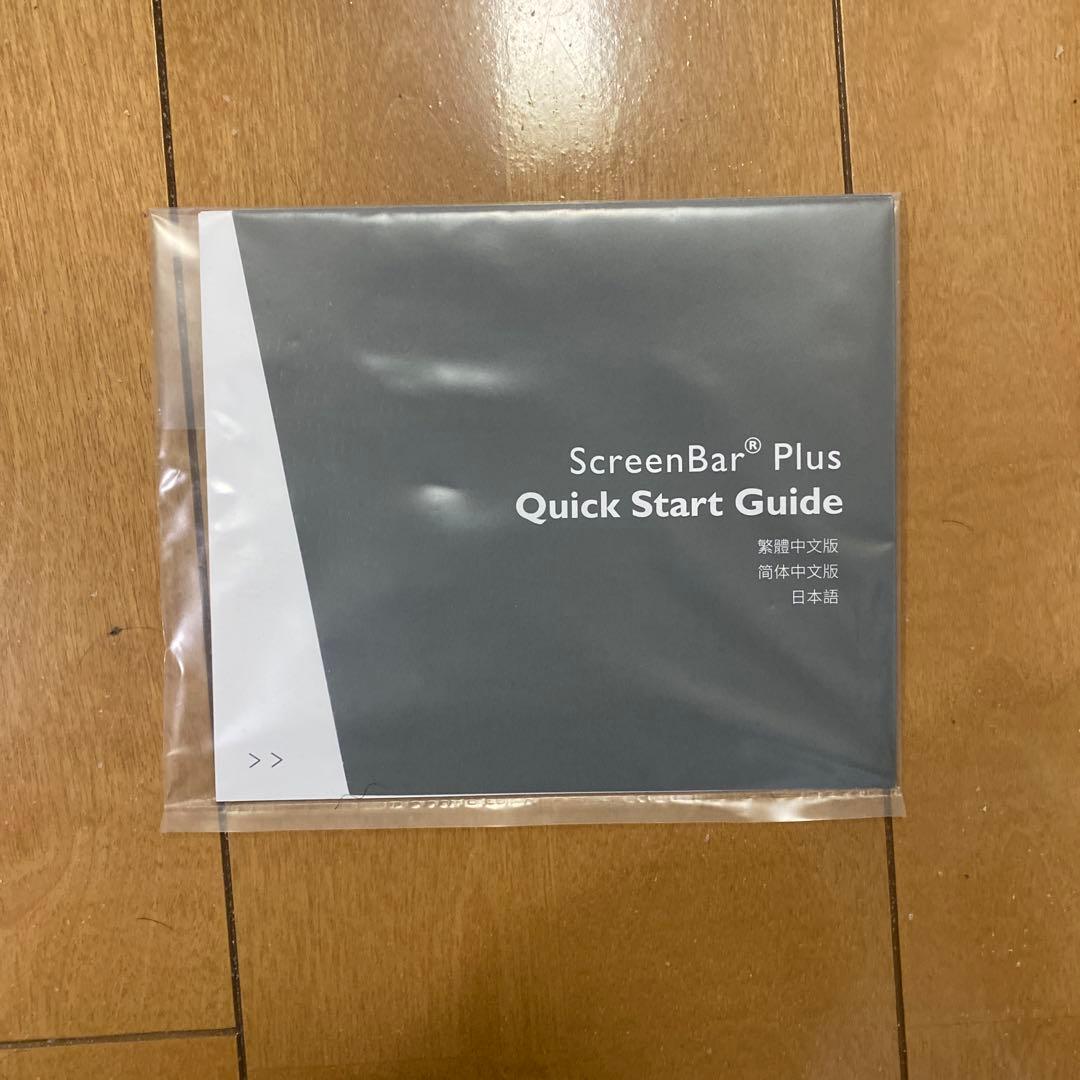 ScreenBar® Plus
Quick Start Guide
繁體中文版
简体中文版
日本語
>>